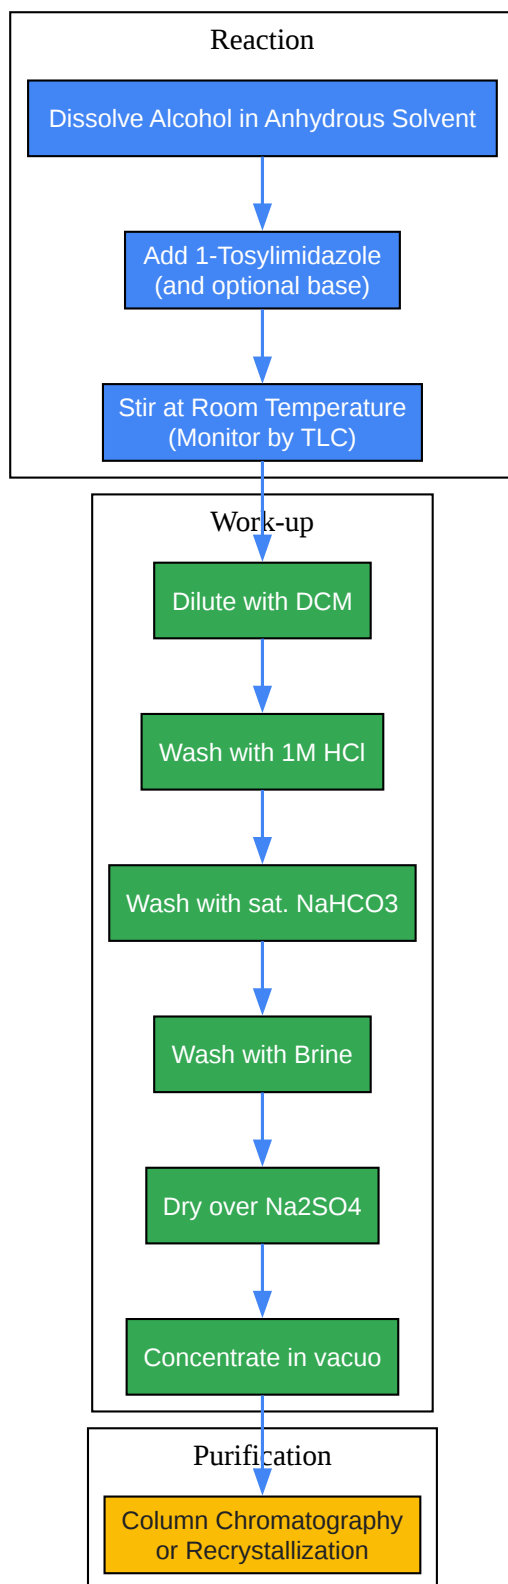 Reaction
Dissolve Alcohol in Anhydrous Solvent
Add 1-Tosylimidazole
(and optional base)
Stir at Room Temperature
(Monitor by TLC)
Work-up
Dilute with DCM
Wash with 1M HCl
Wash with sat. NaHCO3
Wash with Brine
Dry over Na2SO4
Concentrate in vacuo
Purification
Column Chromatography
or Recrystallization